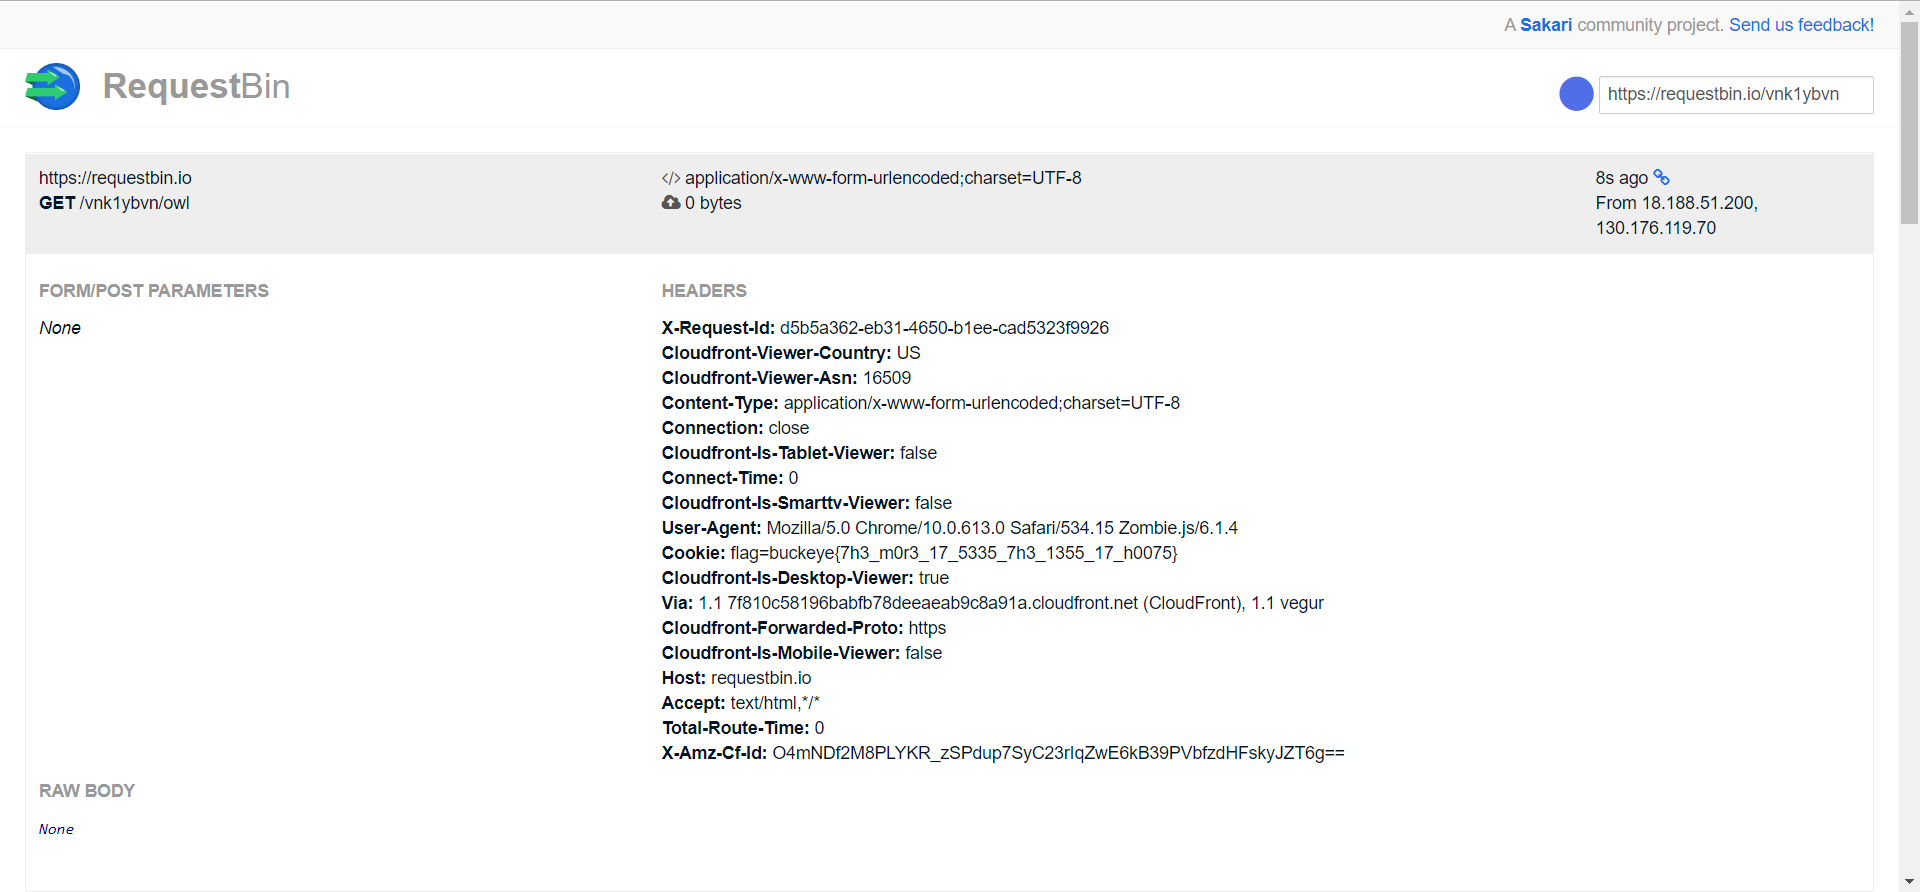 A Sakari community project. Send us feedback!
RequestBin
https://requestbin.io/vnk1ybvn
https://requestbin.io
GET /vnk1ybvn/owl
</> application/x-www-form-urlencoded;charset=UTF-8
0 bytes
8s ago
From 18.188.51.200,
130.176.119.70
FORM/POST PARAMETERS
None
HEADERS
X-Request-Id: d5b5a362-eb31-4650-b1ee-cad5323f9926
Cloudfront-Viewer-Country: US
Cloudfront-Viewer-Asn: 16509
Content-Type: application/x-www-form-urlencoded;charset=UTF-8
Connection: close
Cloudfront-Is-Tablet-Viewer: false
Connect-Time: 0
Cloudfront-Is-Smarttv-Viewer: false
User-Agent: Mozilla/5.0 Chrome/10.0.613.0 Safari/534.15 Zombie.js/6.1.4
Cookie: flag=buckeye{7h3_m0r3_17_5335_7h3_1355_17_h0075}
Cloudfront-Is-Desktop-Viewer: true
Via: 1.1 7f810c58196babfb78deeaeab9c8a91a.cloudfront.net (CloudFront), 1.1 vegur
Cloudfront-Forwarded-Proto: https
Cloudfront-Is-Mobile-Viewer: false
Host: requestbin.io
Accept: text/html,*/*
Total-Route-Time: 0
X-Amz-Cf-Id: O4mNDf2M8PLYKR_zSPdup7SyC23rIqZwE6kB39PVbfzdHFskyJZT6g==
RAW BODY
None